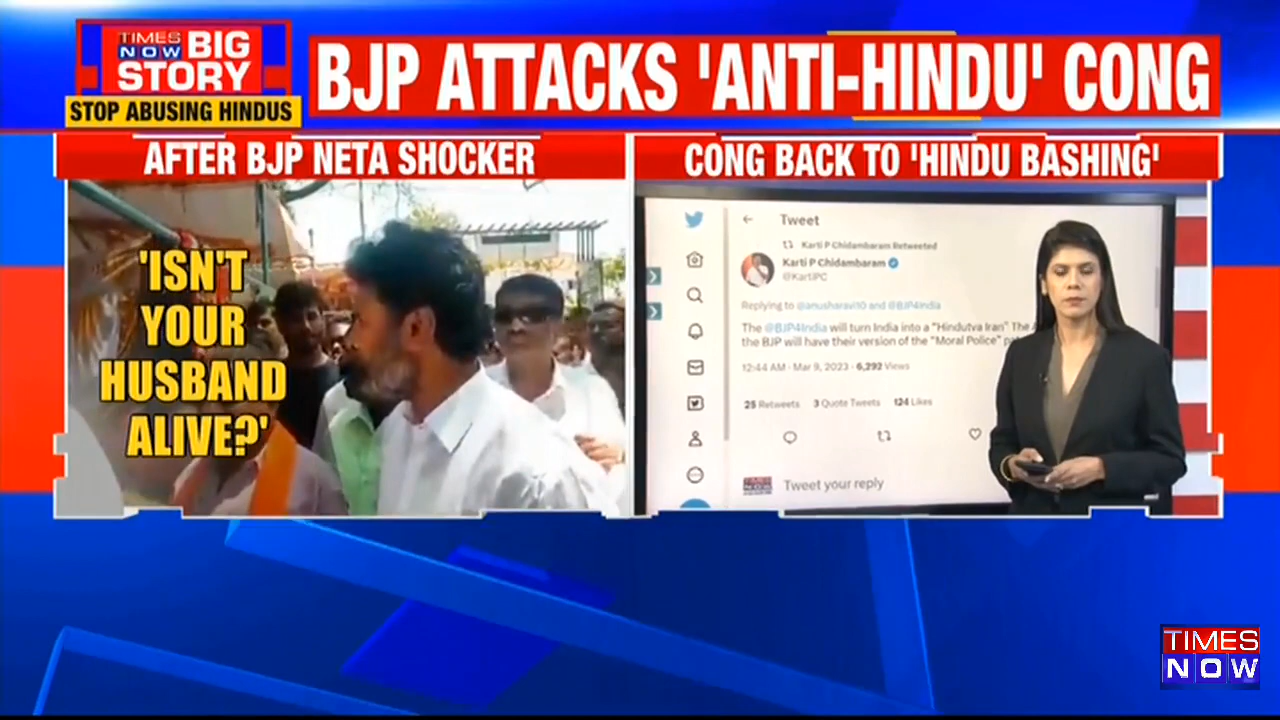 TIMES NOW BIG STORY
STOP ABUSING HINDUS
BJP ATTACKS 'ANTI-HINDU' CONG
AFTER BJP NETA SHOCKER
CONG BACK TO 'HINDU BASHING'
'ISN'T
YOUR
HUSBAND
ALIVE?'
Tweet
Karti P Chidambaram Retweeted
Karti P Chidambaram
@KartiPC
Replying to @anusharavi10 and @BJP4India
The @BJP4India will turn India into a "Hindutva Iran" The
the BJP will have their version of the "Moral Police"
12:44 AM · Mar 9, 2023 · 6,292 Views
25 Retweets 3 Quote Tweets 124 Likes
Tweet your reply
TIMES
NOW